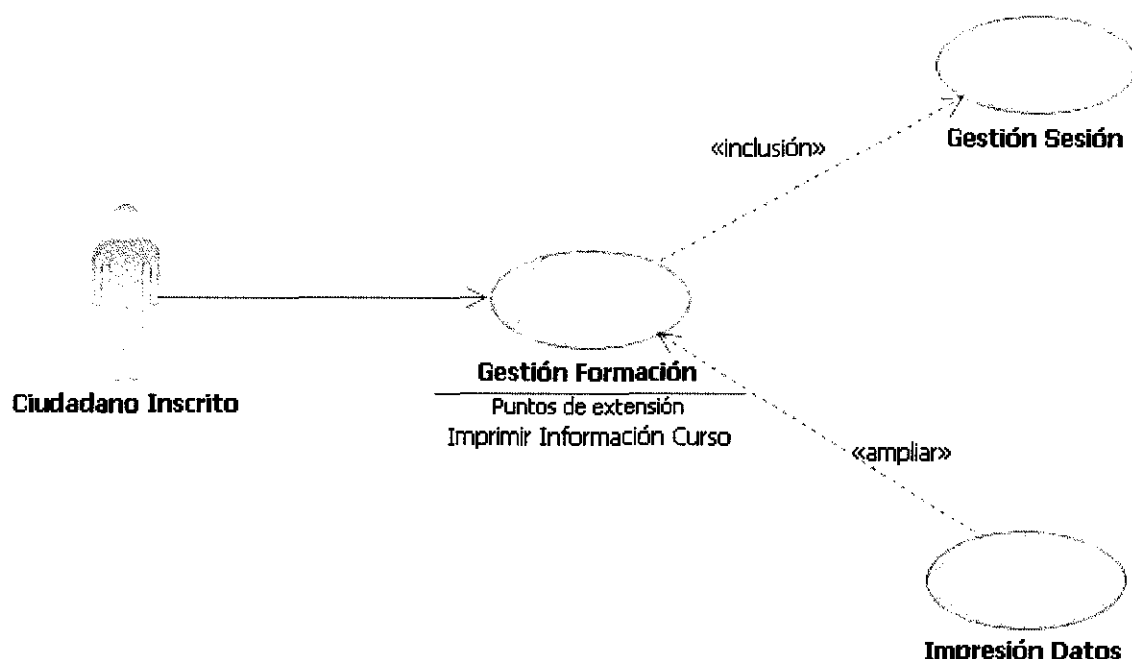 «inclusión»
Gestión Sesión
Ciudadano Inscrito
Gestión Formación
Puntos de extensión
Imprimir Información Curso
«ampliar»
Impresión Datos